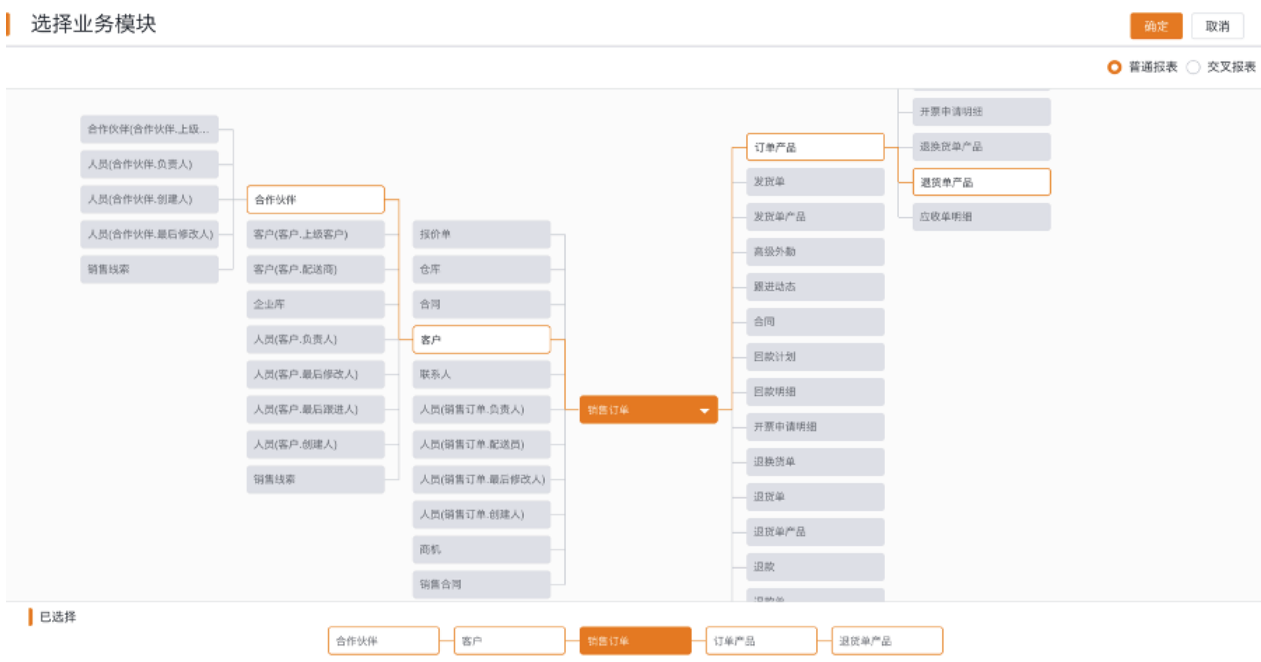 选择业务模块
确定
取消
普通报表
交叉报表
合作伙伴(合作伙伴.上级...
人员(合作伙伴.负责人)
人员(合作伙伴.创建人)
人员(合作伙伴.最后修改人)
销售线索
合作伙伴
客户(客户.上级客户)
客户(客户.配送商)
企业库
人员(客户.负责人)
人员(客户.最后修改人)
人员(客户.最后跟进人)
人员(客户.创建人)
销售线索
报价单
仓库
合同
客户
联系人
人员(销售订单.负责人)
人员(销售订单.配送员)
人员(销售订单.最后修改人)
人员(销售订单.创建人)
商机
销售合同
销售订单
订单产品
发货单
发货单产品
高级外勤
跟进动态
合同
回款计划
回款明细
开票申请明细
退换货单
退货单
退货单产品
退款
开票申请明细
退换货单产品
退货单产品
应收单明细
已选择
合作伙伴
客户
销售订单
订单产品
退货单产品